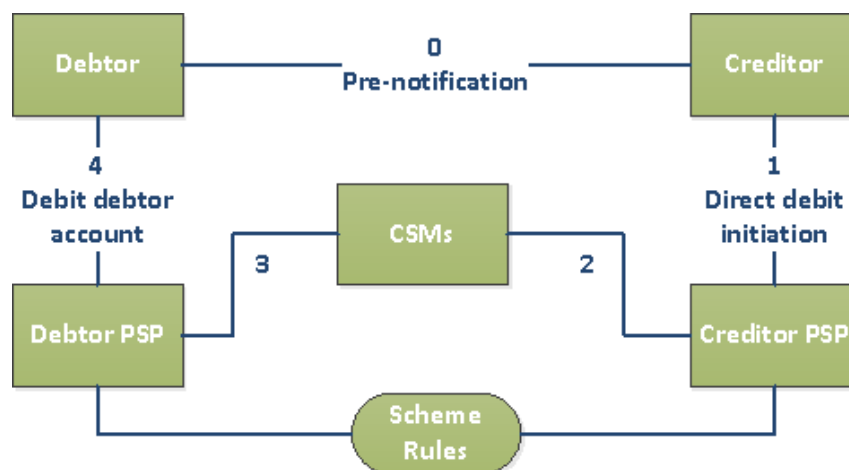 Debtor
0
Pre-notification
Creditor
4
Debit debtor
account
CSMs
1
Direct debit
initiation
3
2
Debtor PSP
Creditor PSP
Scheme
Rules